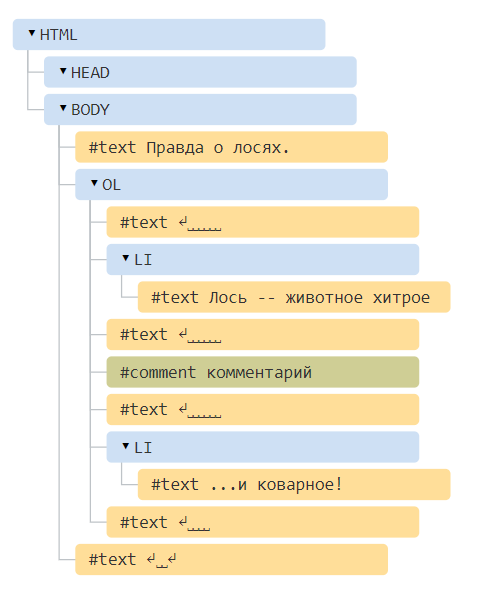 HTML
HEAD
BODY
#text Правда о лосях.
OL
#text ↲␣␣␣␣␣␣
LI
#text Лось -- животное хитрое
#text ↲␣␣␣␣␣␣
#comment комментарий
#text ↲␣␣␣␣␣␣
LI
#text ...и коварное!
#text ↲␣␣␣␣
#text ↲␣␣↲